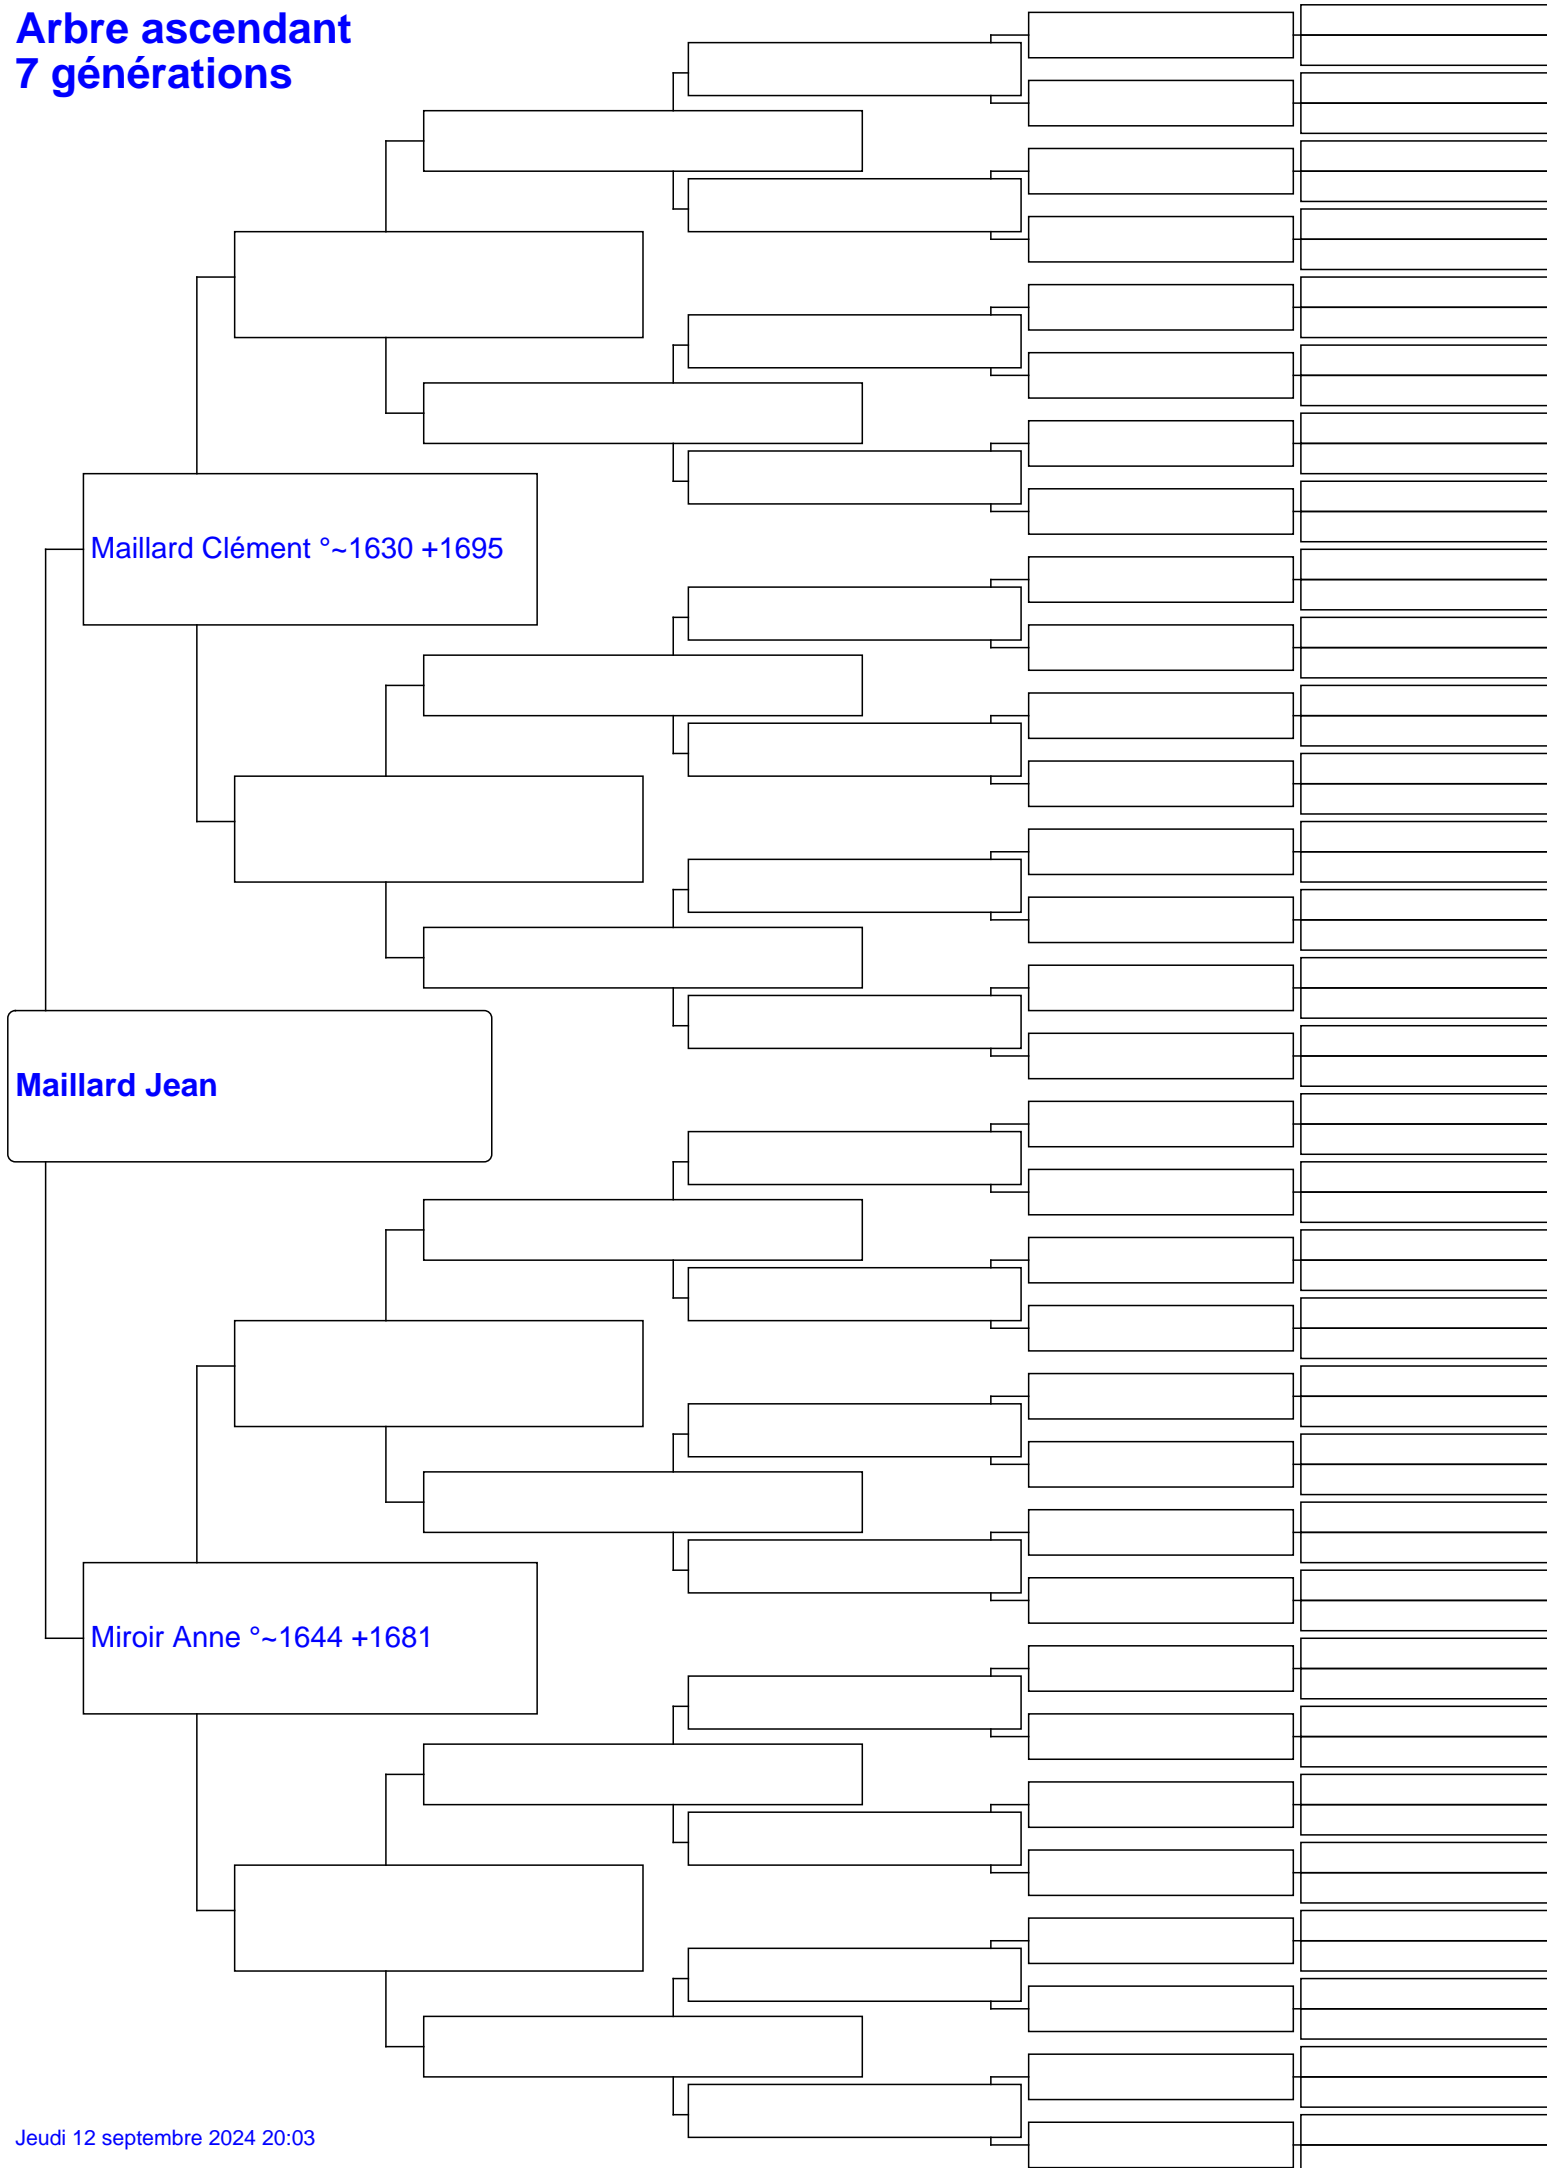 Arbre ascendant
7 générations
Maillard Clément °~1630 +1695
Maillard Jean
Miroir Anne °~1644 +1681
Jeudi 12 septembre 2024 20:03